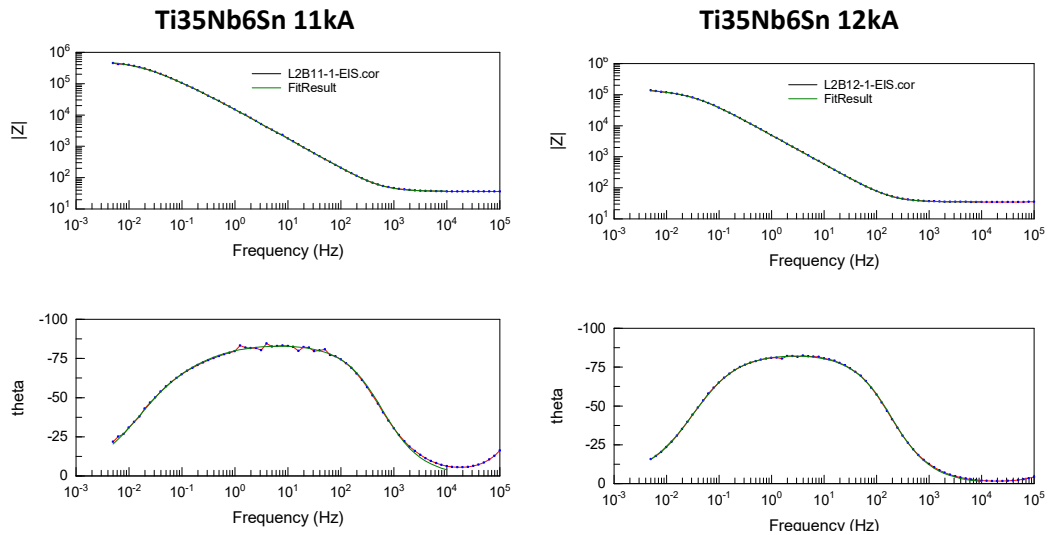 Ti35Nb6Sn 11kA
10^6
10^5
10^4
10^3
10^2
10^1
|Z|
L2B11-1-EIS.cor
FitResult
10^-3 10^-2 10^-1 10^0 10^1 10^2 10^3 10^4 10^5
Frequency (Hz)
-100
-75
-50
-25
0
theta
10^-3 10^-2 10^-1 10^0 10^1 10^2 10^3 10^4 10^5
Frequency (Hz)
Ti35Nb6Sn 12kA
10^6
10^5
10^4
10^3
10^2
10^1
|Z|
L2B12-1-EIS.cor
FitResult
10^-3 10^-2 10^-1 10^0 10^1 10^2 10^3 10^4 10^5
Frequency (Hz)
-100
-75
-50
-25
0
theta
10^-3 10^-2 10^-1 10^0 10^1 10^2 10^3 10^4 10^5
Frequency (Hz)